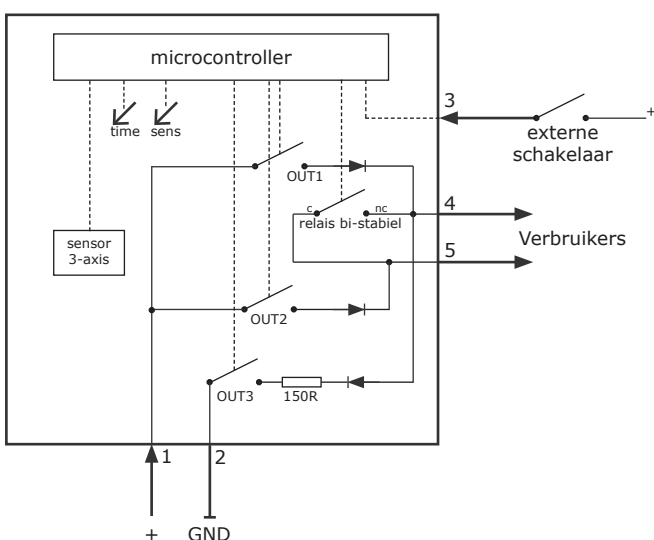 microcontroller
3
+
time sens
externe
schakelaar
OUT1
c nc
4
relais bi-stabiel
sensor
3-axis
Verbruikers
5
OUT2
OUT3
150R
1
2
+
GND